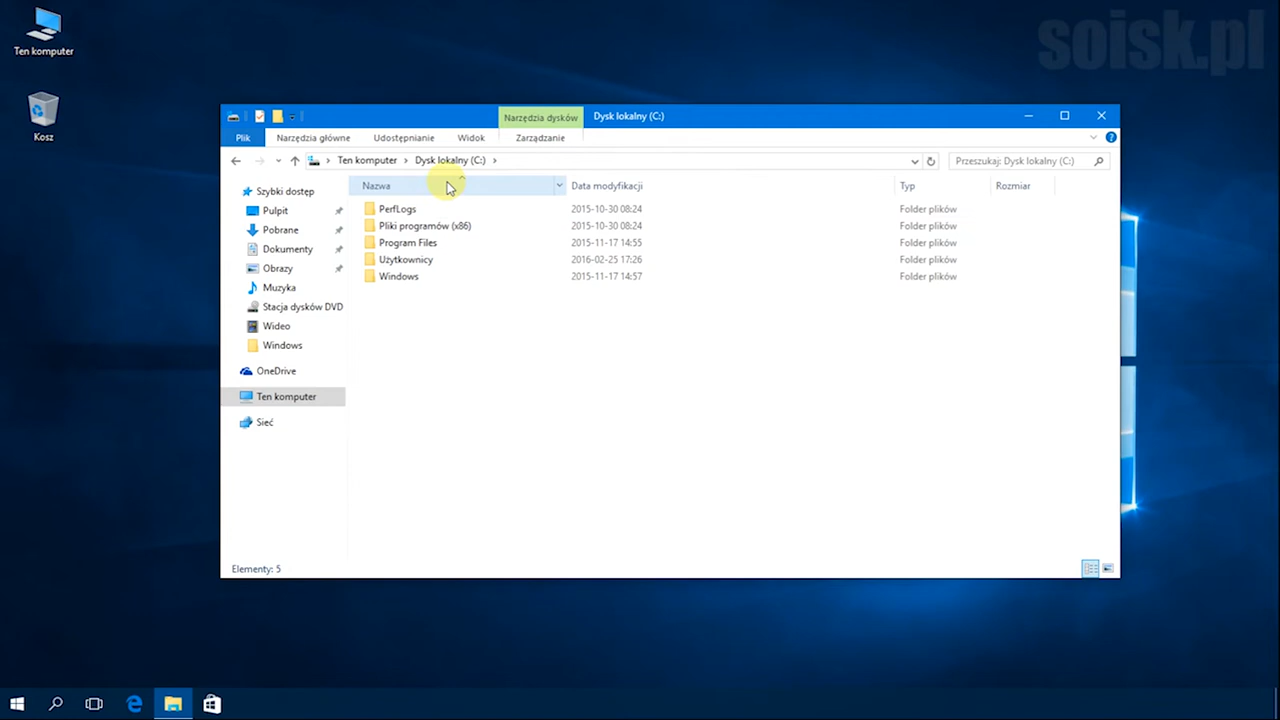 soisk.pl
Ten komputer
Kosz
Narzędzia dysków
Dysk lokalny (C:)
Plik
Narzędzia główne
Udostępnianie
Widok
Zarządzanie
Ten komputer
Dysk lokalny (C:)
Przeszukaj: Dysk lokalny (C:)
Szybki dostęp
Pulpit
Pobrane
Dokumenty
Obrazy
Muzyka
Stacja dysków DVD
Wideo
Windows
OneDrive
Ten komputer
Sieć
Nazwa Data modyfikacji Typ Rozmiar
PerfLogs 2015-10-30 08:24 Folder plików
Pliki programów (x86) 2015-10-30 08:24 Folder plików
Program Files 2015-11-17 14:55 Folder plików
Użytkownicy 2016-02-25 17:26 Folder plików
Windows 2015-11-17 14:57 Folder plików
Elementy: 5